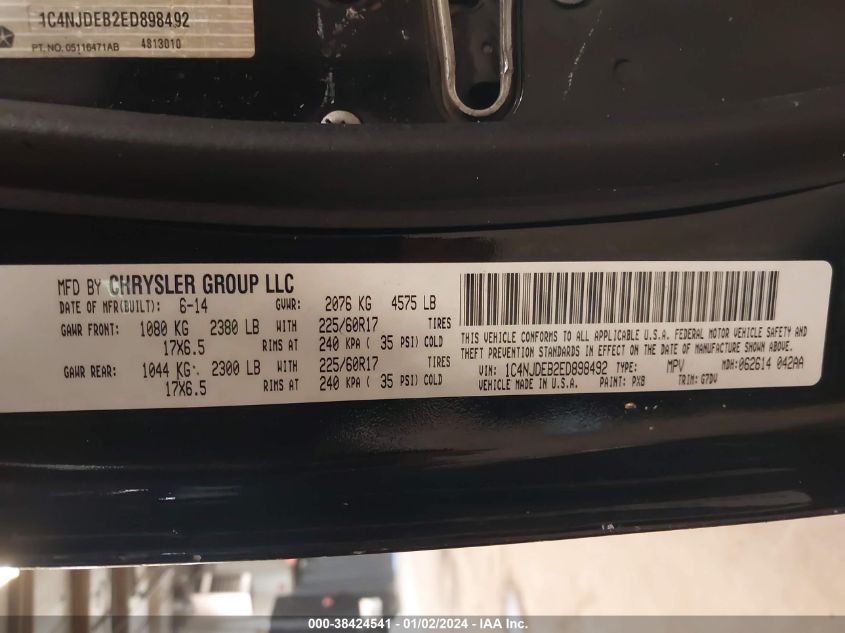 1C4NJDEB2ED898492
PT. NO. 05116471AB 4813010
MFD BY CHRYSLER GROUP LLC
DATE OF MFR(BUILT): 6-14 GVWR: 2076 KG 4575 LB
GAWR FRONT: 1080 KG 2380 LB WITH 225/60R17 TIRES
17X6.5 RIMS AT 240 KPA ( 35 PSI) COLD
GAWR REAR: 1044 KG 2300 LB WITH 225/60R17 TIRES
17X6.5 RIMS AT 240 KPA ( 35 PSI) COLD
THIS VEHICLE CONFORMS TO ALL APPLICABLE U.S.A. FEDERAL MOTOR VEHICLE SAFETY AND
THEFT PREVENTION STANDARDS IN EFFECT ON THE DATE OF MANUFACTURE SHOWN ABOVE.
VIN: 1C4NJDEB2ED898492 TYPE: MPV MDH: 062614 042AA
VEHICLE MADE IN U.S.A. PAINT: PX8 TRIM: G7DV
000-38424541 - 01/02/2024 - IAA Inc.